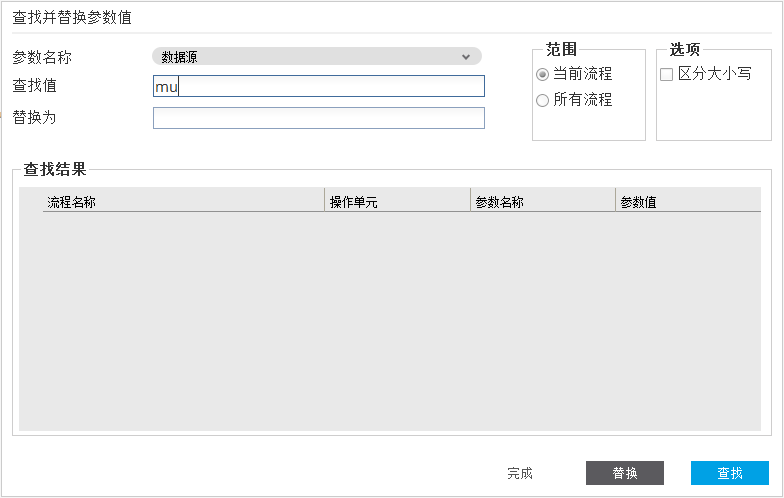 查找并替换参数值
参数名称 数据源
查找值 mu
替换为
范围
当前流程
所有流程
选项
区分大小写
查找结果
流程名称 操作单元 参数名称 参数值
完成 替换 查找